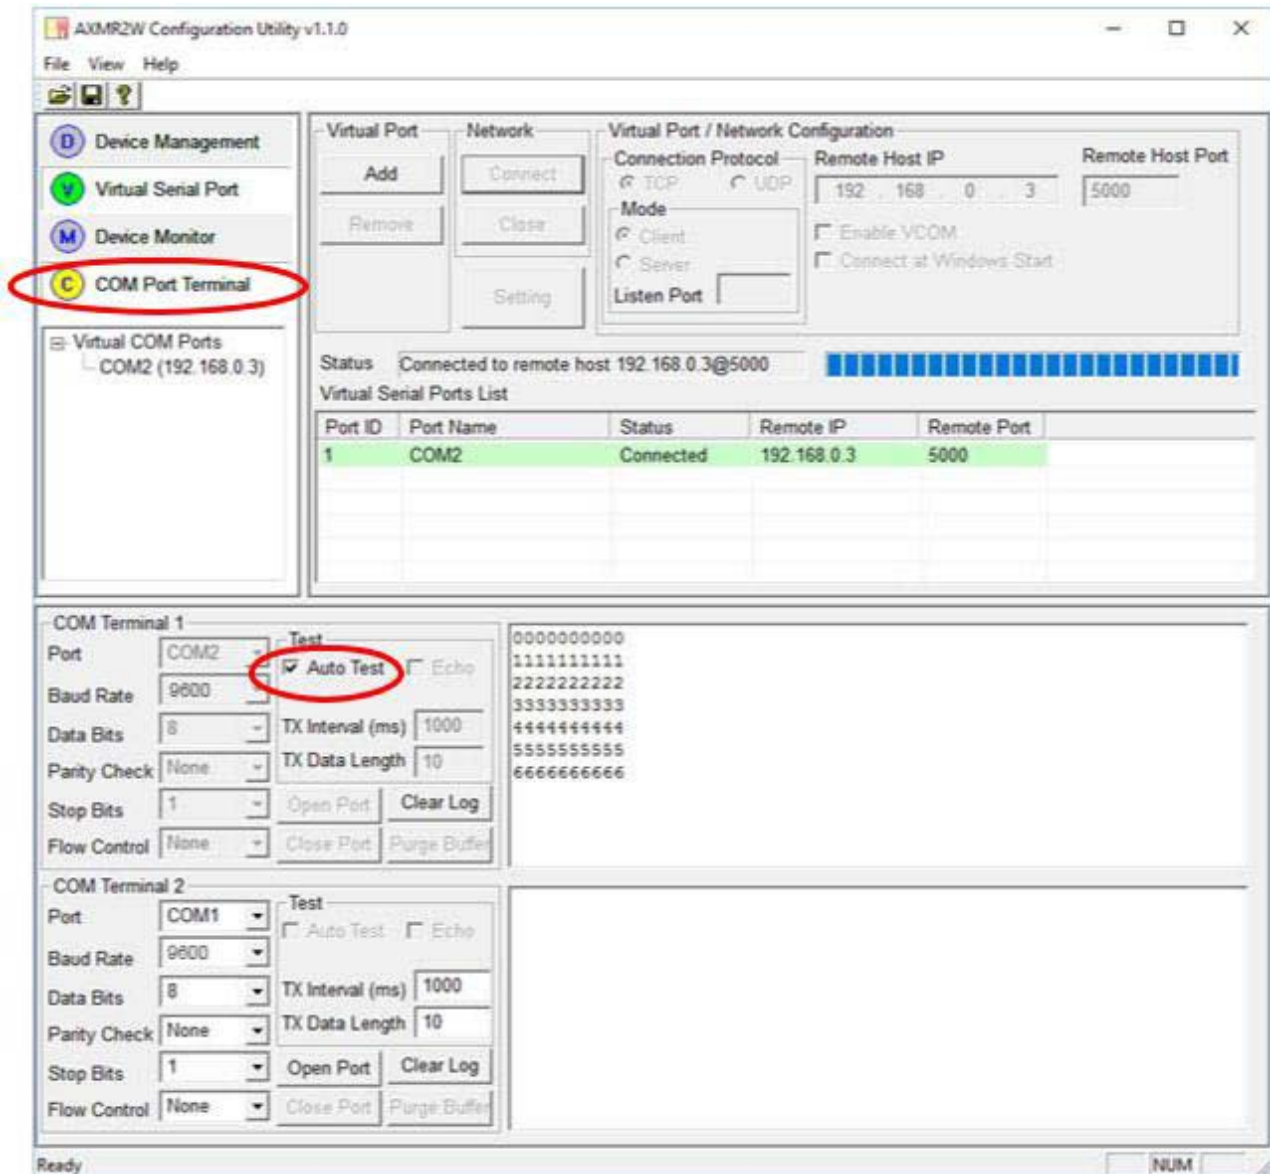 AXMR2W Configuration Utility v1.1.0
File View Help
D Device Management
V Virtual Serial Port
M Device Monitor
C COM Port Terminal
Virtual COM Ports
COM2 (192.168.0.3)
Virtual Port
Add
Remove
Network
Connect
Close
Setting
Virtual Port / Network Configuration
Connection Protocol
TCP UDP
Mode
Client
Server
Listen Port
Remote Host IP
192 . 168 . 0 . 3
Remote Host Port
5000
Enable VCOM
Connect at Windows Start
Status Connected to remote host 192.168.0.3@5000
Virtual Serial Ports List
Port ID Port Name Status Remote IP Remote Port
1 COM2 Connected 192.168.0.3 5000
COM Terminal 1
Port COM2
Baud Rate 9600
Data Bits 8
Parity Check None
Stop Bits 1
Flow Control None
Test
Auto Test Echo
TX Interval (ms) 1000
TX Data Length 10
Open Port Clear Log
Close Port Purge Buffer
0000000000
1111111111
2222222222
3333333333
4444444444
5555555555
6666666666
COM Terminal 2
Port COM1
Baud Rate 9600
Data Bits 8
Parity Check None
Stop Bits 1
Flow Control None
Test
Auto Test Echo
TX Interval (ms) 1000
TX Data Length 10
Open Port Clear Log
Close Port Purge Buffer
Ready NUM